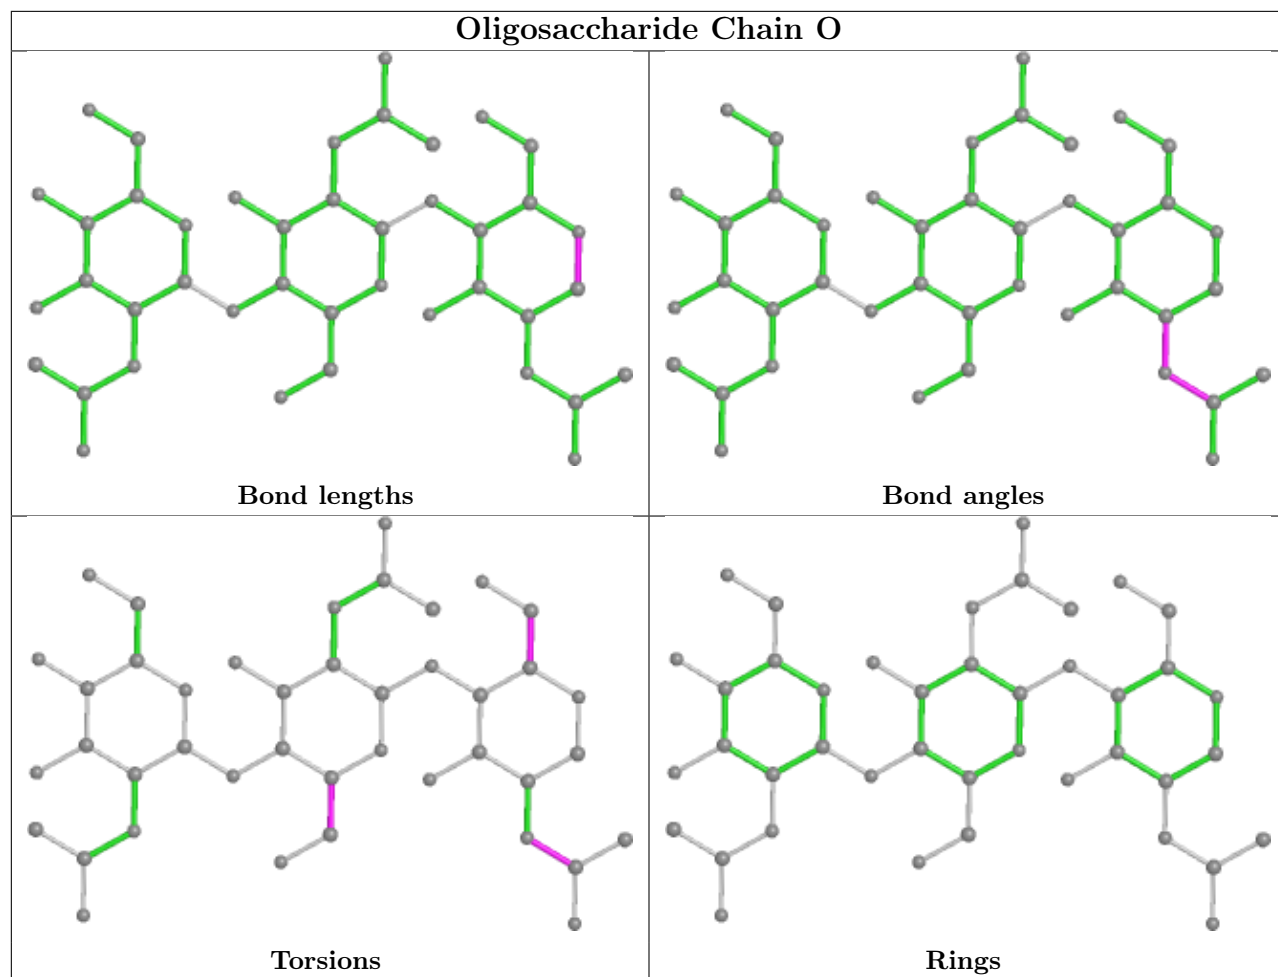 Oligosaccharide Chain O
Bond lengths
Bond angles
Torsions
Rings